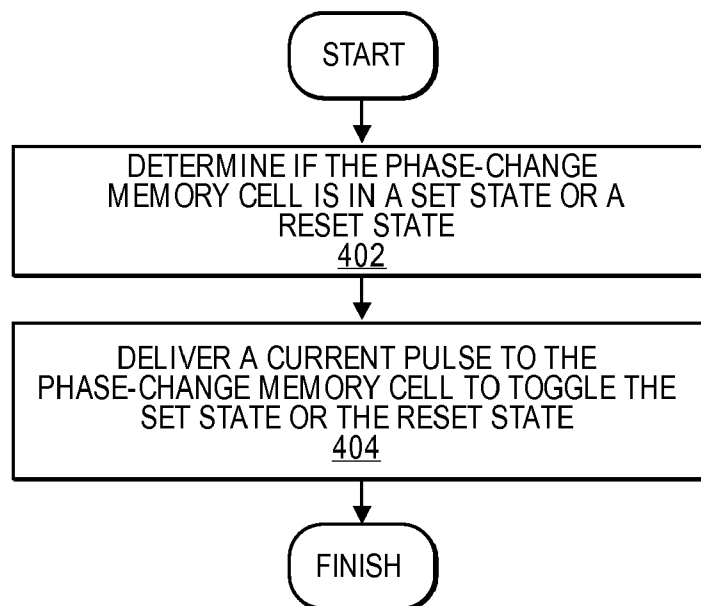 START
DETERMINE IF THE PHASE-CHANGE
MEMORY CELL IS IN A SET STATE OR A
RESET STATE
402
DELIVER A CURRENT PULSE TO THE
PHASE-CHANGE MEMORY CELL TO TOGGLE THE
SET STATE OR THE RESET STATE
404
FINISH